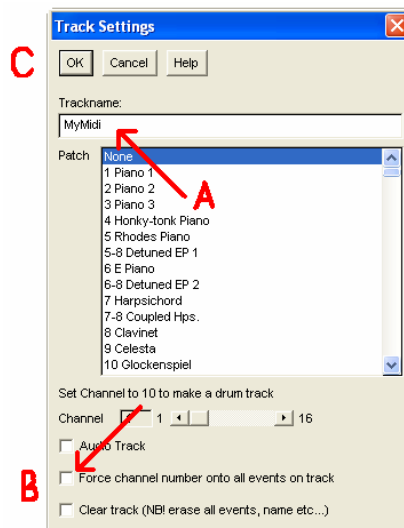 Track Settings
C
OK Cancel Help
Trackname:
MyMidi
Patch None
1 Piano 1
2 Piano 2
A
3 Piano 3
4 Honky-tonk Piano
5 Rhodes Piano
5-8 Detuned EP 1
6 E Piano
6-8 Detuned EP 2
7 Harpsichord
7-8 Coupled Hps.
8 Clavinet
9 Celesta
10 Glockenspiel
Set Channel to 10 to make a drum track
Channel 1 16
Audio Track
B
Force channel number onto all events on track
Clear track (NB! erase all events, name etc...)